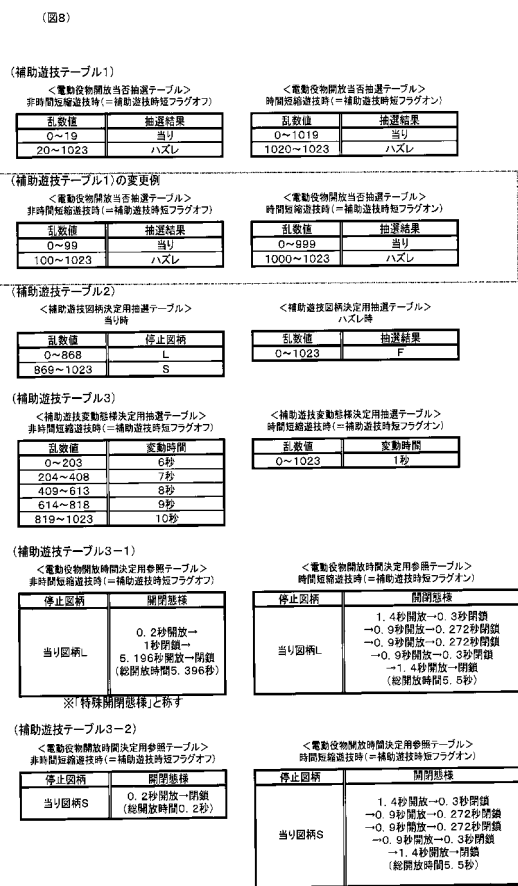 (図8)
(補助遊技テーブル1)
<電動役物開放当否抽選テーブル>
非時間短縮遊技時(=補助遊技時短フラグオフ)
乱数値 抽選結果
0~19 当り
20~1023 ハズレ
<電動役物開放当否抽選テーブル>
時間短縮遊技時(=補助遊技時短フラグオン)
乱数値 抽選結果
0~1019 当り
1020~1023 ハズレ
(補助遊技テーブル1)の変更例
<電動役物開放当否抽選テーブル>
非時間短縮遊技時(=補助遊技時短フラグオフ)
乱数値 抽選結果
0~99 当り
100~1023 ハズレ
<電動役物開放当否抽選テーブル>
時間短縮遊技時(=補助遊技時短フラグオン)
乱数値 抽選結果
0~999 当り
1000~1023 ハズレ
(補助遊技テーブル2)
<補助遊技図柄決定用抽選テーブル>
当り時
乱数値 停止図柄
0~868 L
869~1023 S
<補助遊技図柄決定用抽選テーブル>
ハズレ時
乱数値 抽選結果
0~1023 F
(補助遊技テーブル3)
<補助遊技変動態様決定用抽選テーブル>
非時間短縮遊技時(=補助遊技時短フラグオフ)
乱数値 変動時間
0~203 6秒
204~408 7秒
409~613 8秒
614~818 9秒
819~1023 10秒
<補助遊技変動態様決定用抽選テーブル>
時間短縮遊技時(=補助遊技時短フラグオン)
乱数値 変動時間
0~1023 1秒
(補助遊技テーブル3-1)
<電動役物開放時間決定用参照テーブル>
非時間短縮遊技時(=補助遊技時短フラグオフ)
停止図柄 開閉態様
当り図柄L
0.2秒開放→
1秒閉鎖→
5.196秒開放→閉鎖
(総開放時間5.396秒)
※「特殊開閉態様」と称す
<電動役物開放時間決定用参照テーブル>
時間短縮遊技時(=補助遊技時短フラグオン)
停止図柄 開閉態様
当り図柄L
1.4秒開放→0.3秒閉鎖
→0.9秒開放→0.272秒閉鎖
→0.9秒開放→0.272秒閉鎖
→0.9秒開放→0.3秒閉鎖
→1.4秒開放→閉鎖
(総開放時間5.5秒)
(補助遊技テーブル3-2)
<電動役物開放時間決定用参照テーブル>
非時間短縮遊技時(=補助遊技時短フラグオフ)
停止図柄 開閉態様
当り図柄S
0.2秒開放→閉鎖
(総開放時間0.2秒)
<電動役物開放時間決定用参照テーブル>
時間短縮遊技時(=補助遊技時短フラグオン)
停止図柄 開閉態様
当り図柄S
1.4秒開放→0.3秒閉鎖
→0.9秒開放→0.272秒閉鎖
→0.9秒開放→0.272秒閉鎖
→0.9秒開放→0.3秒閉鎖
→1.4秒開放→閉鎖
(総開放時間5.5秒)